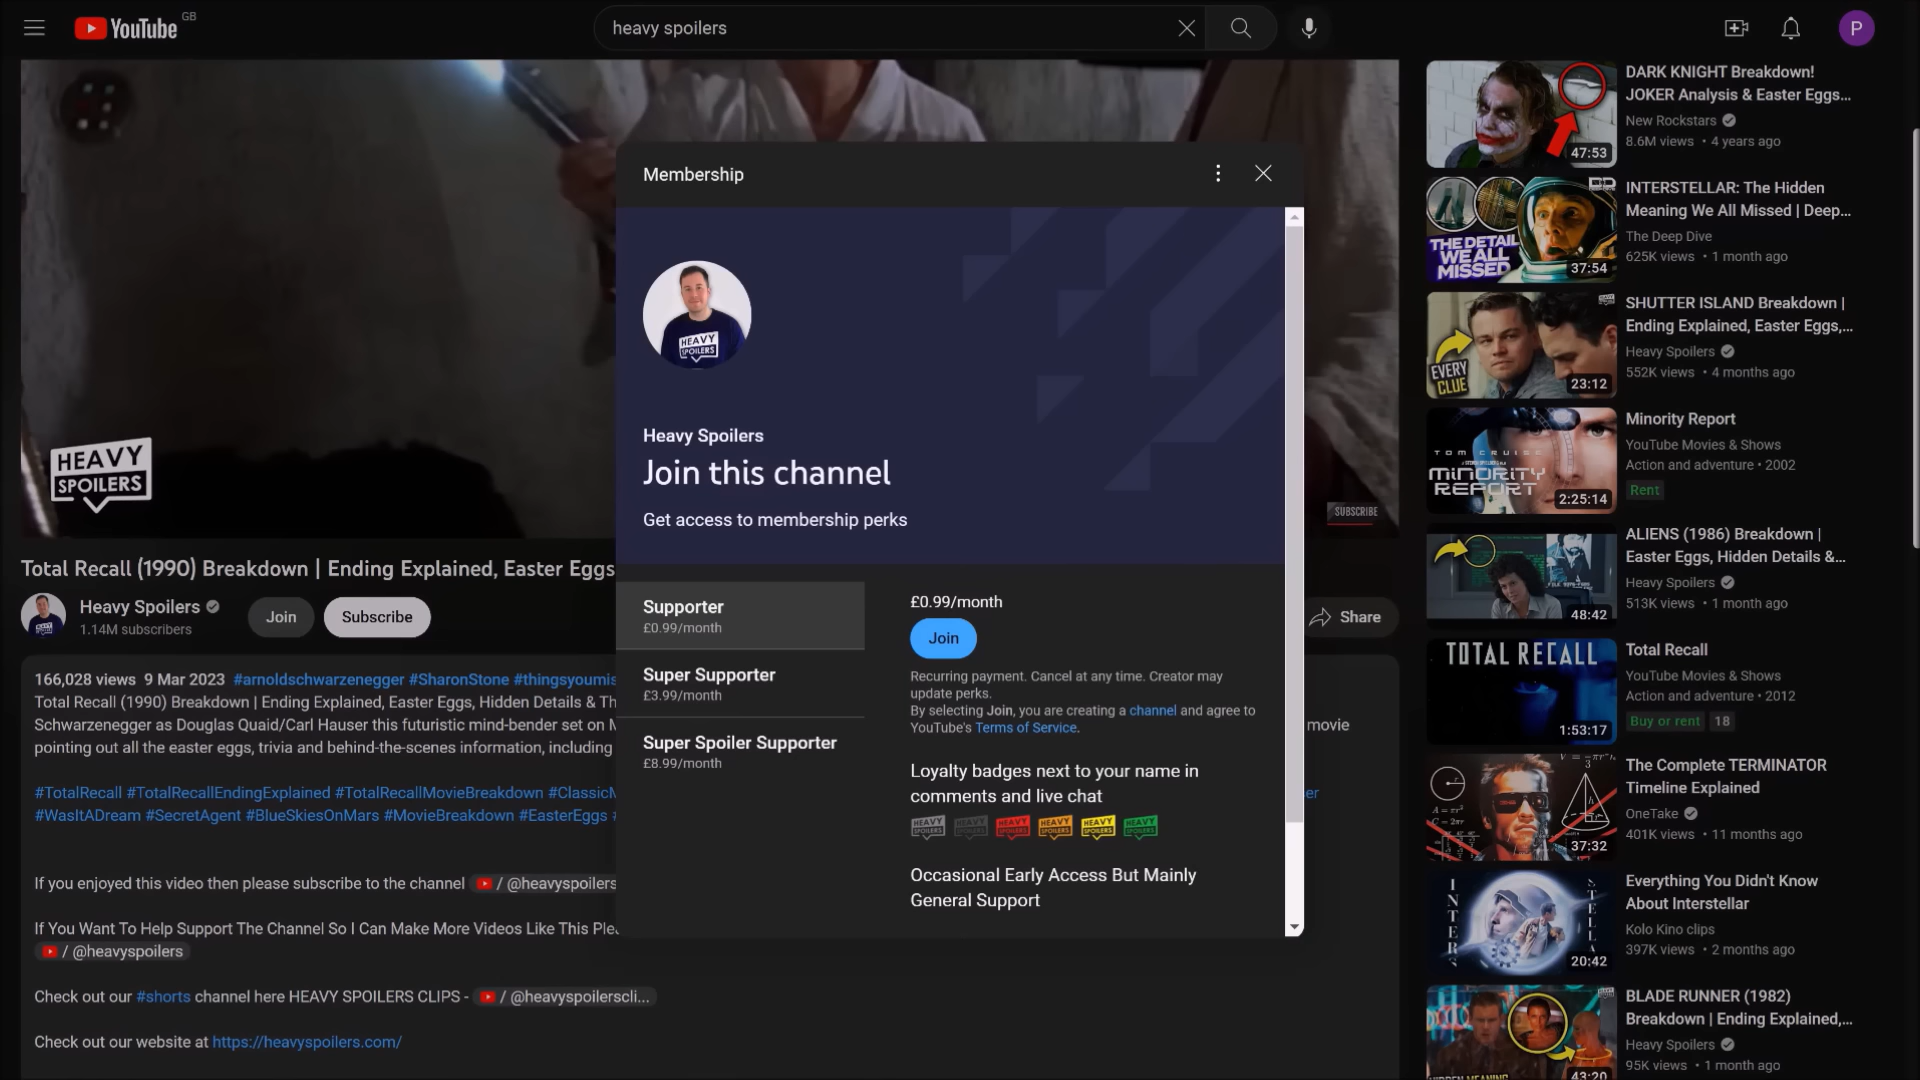 YouTube GB
heavy spoilers
P
HEAVY
SPOILERS
SUBSCRIBE
Total Recall (1990) Breakdown | Ending Explained, Easter Eggs
Heavy Spoilers
1.14M subscribers
Join
Subscribe
Share
166,028 views 9 Mar 2023 #arnoldschwarzenegger #SharonStone #thingsyoumis
Total Recall (1990) Breakdown | Ending Explained, Easter Eggs, Hidden Details & Th
Schwarzenegger as Douglas Quaid/Carl Hauser this futuristic mind-bender set on M
movie
pointing out all the easter eggs, trivia and behind-the-scenes information, including
#TotalRecall #TotalRecallEndingExplained #TotalRecallMovieBreakdown #ClassicM
er
#WasItADream #SecretAgent #BlueSkiesOnMars #MovieBreakdown #EasterEggs #
If you enjoyed this video then please subscribe to the channel / @heavyspoilers
If You Want To Help Support The Channel So I Can Make More Videos Like This Ple
/ @heavyspoilers
Check out our #shorts channel here HEAVY SPOILERS CLIPS - / @heavyspoilerscli...
Check out our website at https://heavyspoilers.com/
Membership
HEAVY
SPOILERS
Heavy Spoilers
Join this channel
Get access to membership perks
Supporter
£0.99/month
Super Supporter
£3.99/month
Super Spoiler Supporter
£8.99/month
£0.99/month
Join
Recurring payment. Cancel at any time. Creator may
update perks.
By selecting Join, you are creating a channel and agree to
YouTube's Terms of Service.
Loyalty badges next to your name in
comments and live chat
Occasional Early Access But Mainly
General Support
47:53
DARK KNIGHT Breakdown!
JOKER Analysis & Easter Eggs...
New Rockstars
8.6M views • 4 years ago
THE DETAIL
WE ALL
MISSED
37:54
INTERSTELLAR: The Hidden
Meaning We All Missed | Deep...
The Deep Dive
625K views • 1 month ago
EVERY
CLUE
23:12
SHUTTER ISLAND Breakdown |
Ending Explained, Easter Eggs,...
Heavy Spoilers
552K views • 4 months ago
TOM CRUISE
MINORITY
REPORT
2:25:14
Minority Report
YouTube Movies & Shows
Action and adventure • 2002
Rent
48:42
ALIENS (1986) Breakdown |
Easter Eggs, Hidden Details &...
Heavy Spoilers
513K views • 1 month ago
TOTAL RECALL
1:53:17
Total Recall
YouTube Movies & Shows
Action and adventure • 2012
Buy or rent 18
37:32
The Complete TERMINATOR
Timeline Explained
OneTake
401K views • 11 months ago
INTER
STELLAR
20:42
Everything You Didn't Know
About Interstellar
Kolo Kino clips
397K views • 2 months ago
43:20
BLADE RUNNER (1982)
Breakdown | Ending Explained,...
Heavy Spoilers
95K views • 1 month ago